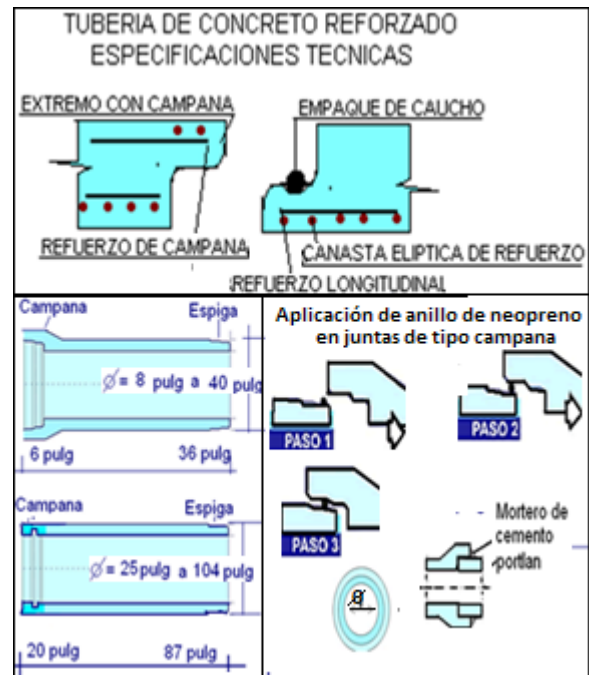 TUBERIA DE CONCRETO REFORZADO
ESPECIFICACIONES TECNICAS
EXTREMO CON CAMPANA
EMPAQUE DE CAUCHO
REFUERZO DE CAMPANA
CANASTA ELIPTICA DE REFUERZO
REFUERZO LONGITUDINAL
Campana
Espiga
Ø= 8 pulg a 40 pulg
6 pulg
36 pulg
Campana
Espiga
Ø= 25 pulg a 104 pulg
20 pulg
87 pulg
Aplicación de anillo de neopreno
en juntas de tipo campana
PASO 1
PASO 2
PASO 3
Mortero de
cemento
portlan